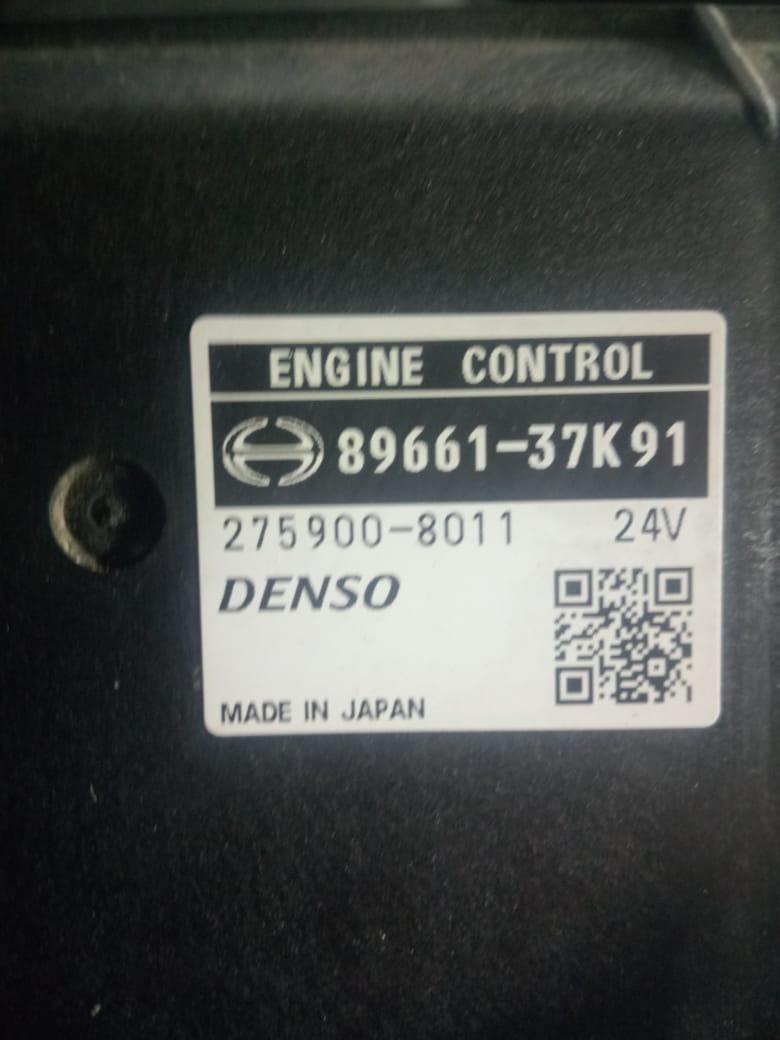 ENGINE CONTROL
89661-37K91
275900-8011 24V
DENSO
MADE IN JAPAN